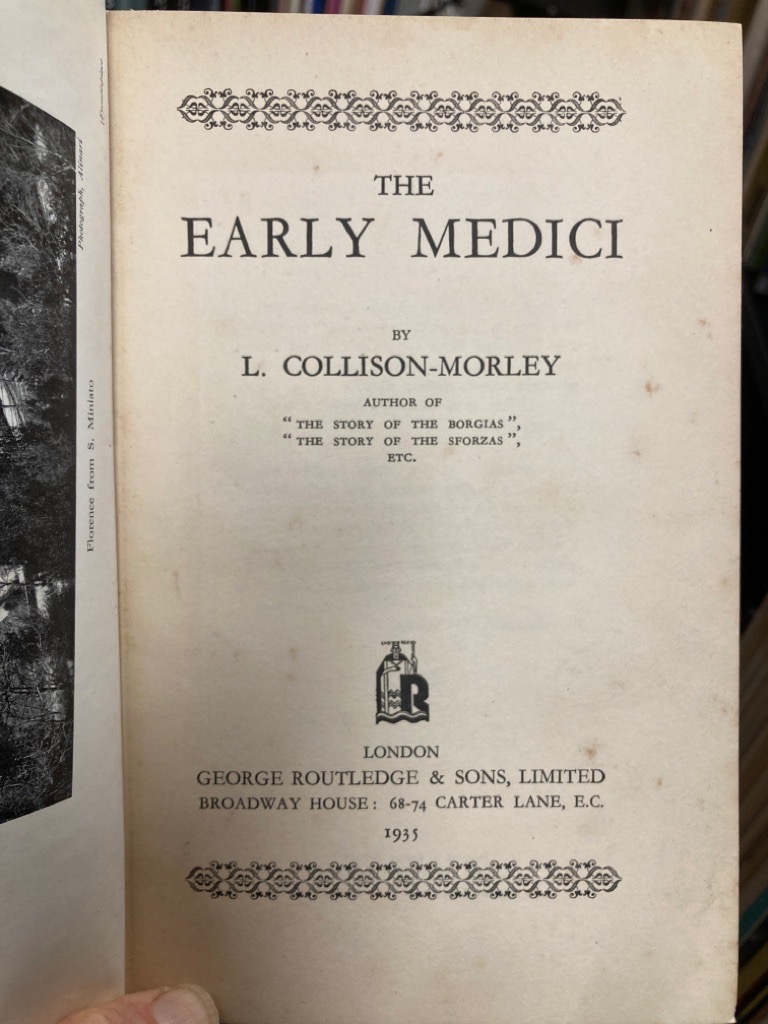 Florence from S. Miniato
Photograph, Alinari
[Frontispiece
THE
EARLY MEDICI
BY
L. COLLISON-MORLEY
AUTHOR OF
“THE STORY OF THE BORGIAS”,
“THE STORY OF THE SFORZAS”,
ETC.
R
LONDON
GEORGE ROUTLEDGE & SONS, LIMITED
BROADWAY HOUSE: 68-74 CARTER LANE, E.C.
1935